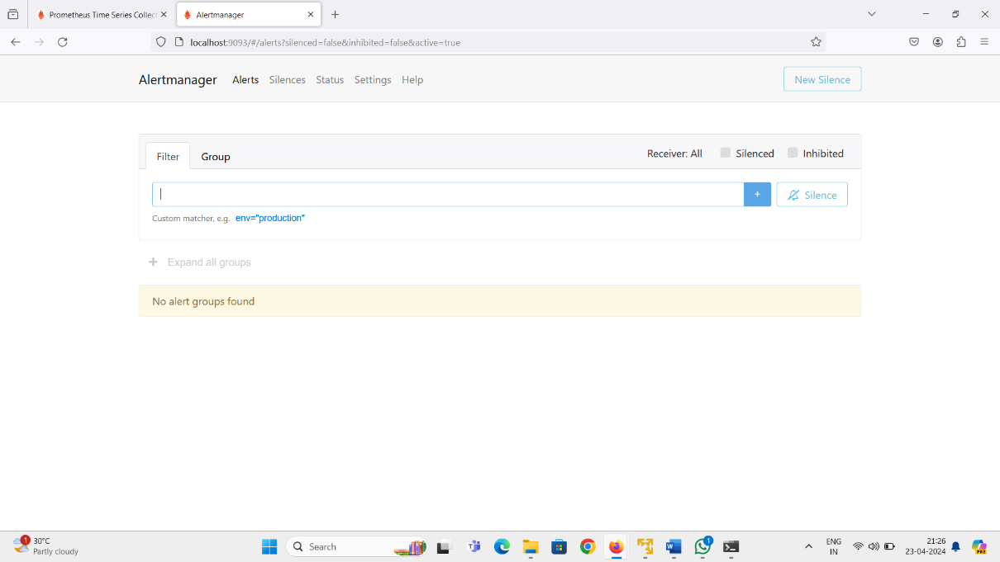 Prometheus Time Series Collect
Alertmanager
localhost:9093/#/alerts?silenced=false&inhibited=false&active=true
Alertmanager Alerts Silences Status Settings Help New Silence
Filter Group Receiver: All Silenced Inhibited
+ Silence
Custom matcher, e.g. env="production"
+ Expand all groups
No alert groups found
1 30°C
Partly cloudy
Search
1
ENG
IN
21:26
23-04-2024
PRE